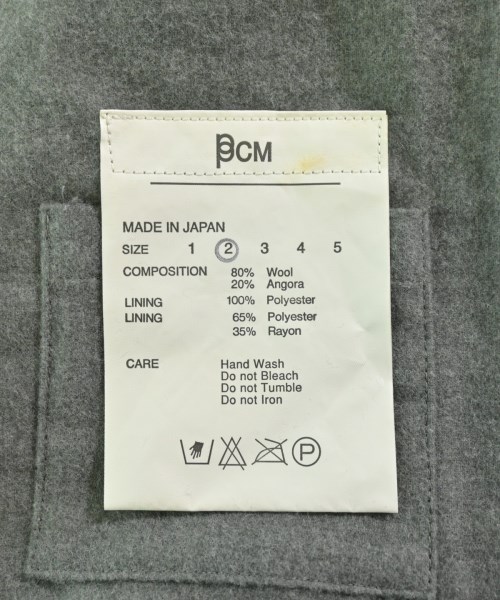 PCM
MADE IN JAPAN
SIZE 1 2 3 4 5
COMPOSITION 80% Wool
20% Angora
LINING 100% Polyester
LINING 65% Polyester
35% Rayon
CARE Hand Wash
Do not Bleach
Do not Tumble
Do not Iron
P